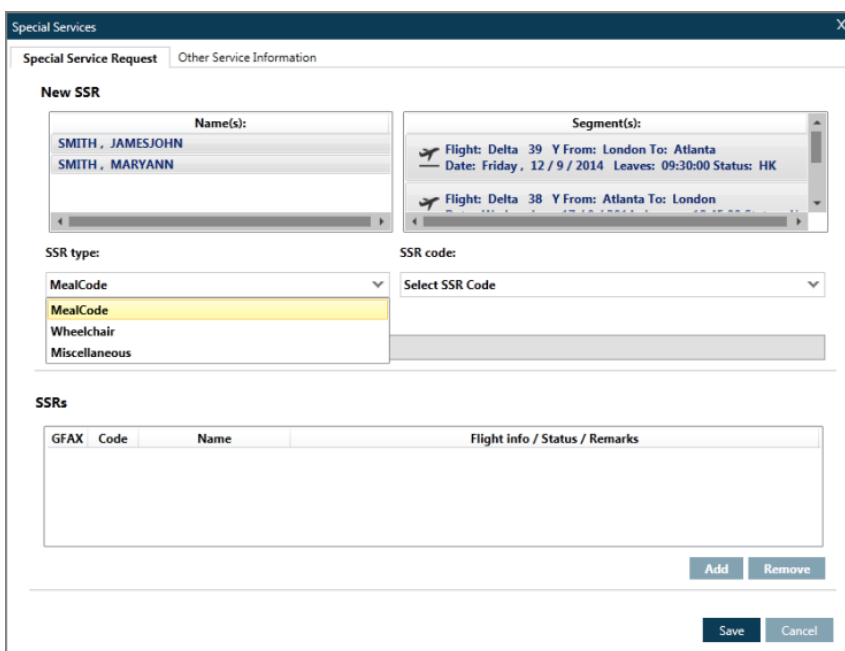 Special Services
X
Special Service Request Other Service Information
New SSR
Name(s):
SMITH , JAMESJOHN
SMITH , MARYANN
Segment(s):
Flight: Delta 39 Y From: London To: Atlanta
Date: Friday , 12 / 9 / 2014 Leaves: 09:30:00 Status: HK
Flight: Delta 38 Y From: Atlanta To: London
SSR type:
SSR code:
MealCode
Select SSR Code
MealCode
Wheelchair
Miscellaneous
SSRs
GFAX Code Name Flight info / Status / Remarks
Add Remove
Save Cancel